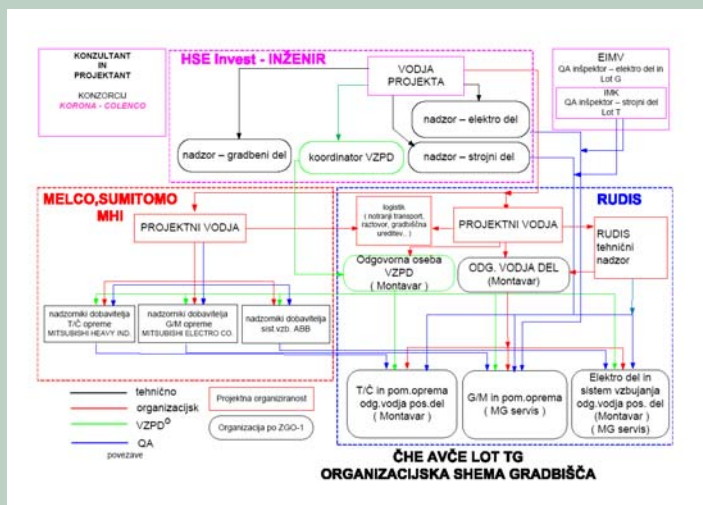 KONZULTANT
IN
PROJEKTANT
KONZORCIJ
KORONA - COLENCO
HSE Invest - INŽENIR
VODJA
PROJEKTA
nadzor – elektro del
nadzor – gradbeni del
koordinator VZPD
nadzor – strojni del
EIMV
QA inšpektor – elektro del in
Lot G
IMK
QA inšpektor – strojni del
Lot T
MELCO,SUMITOMO
MHI
PROJEKTNI VODJA
nadzorniki dobavitelja
T/Č opreme
MITSUBISHI HEAVY IND.
nadzorniki dobavitelja
G/M opreme
MITSUBISHI ELECTRO CO.
nadzorniki dobavitelja
sist.vzb. ABB
RUDIS
logistik
( notranji transport,
raztovor, gradbiščna
ureditev.. )
PROJEKTNI VODJA
RUDIS
tehnični
nadzor
Odgovorna oseba
VZPD
( Montavar )
ODG. VODJA DEL
(Montavar)
T/Č in pom.oprema
odg.vodja pos.del
( Montavar )
G/M in pom.oprema
( MG servis )
Elektro del in
sistem vzbujanja
odg.vodja pos. del
(Montavar )
( MG servis)
tehnično
organizacijsk
VZPD
QA
povezave
Projektna organiziranost
Organizacija po ZGO-1
ČHE AVČE LOT TG
ORGANIZACIJSKA SHEMA GRADBIŠČA